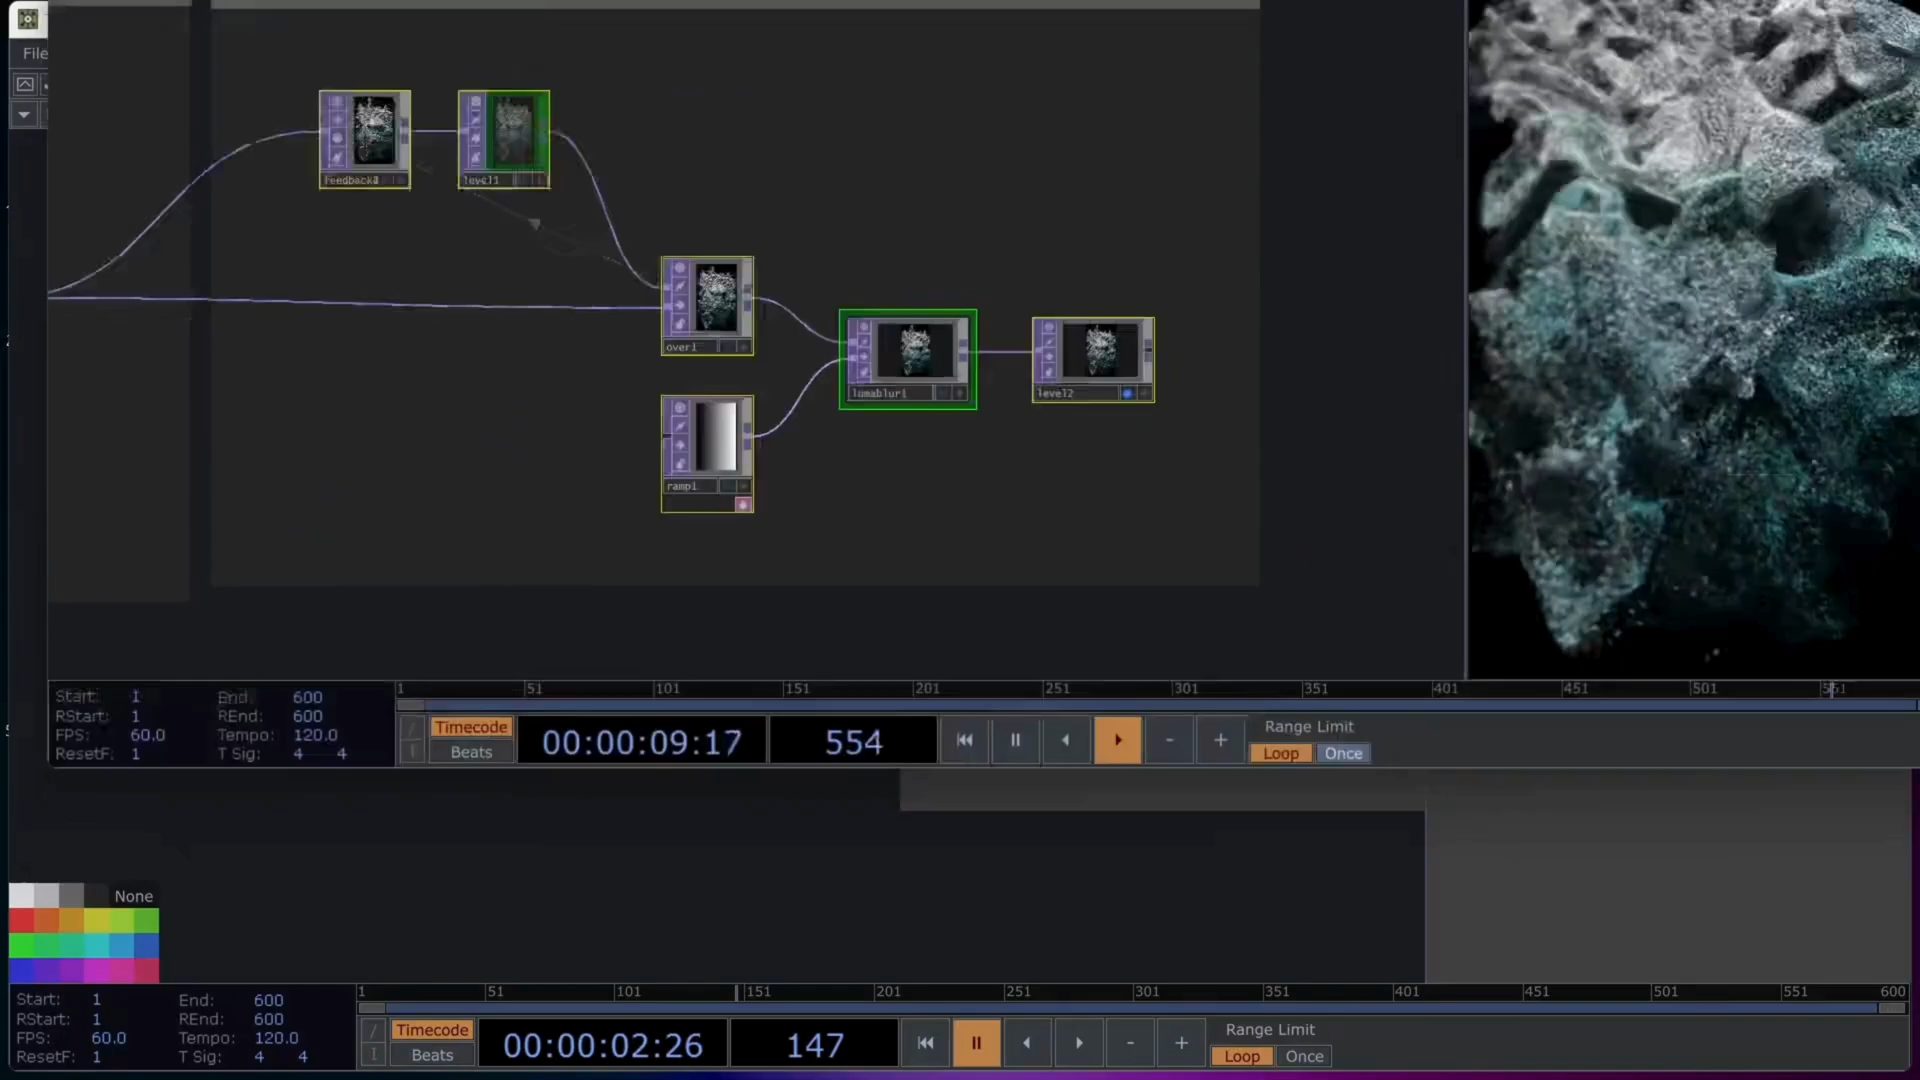 File
feedback2
level1
over1
lumablur1
level2
ramp1
Start: 1 End: 600
RStart: 1 REnd: 600
FPS: 60.0 Tempo: 120.0
ResetF: 1 T Sig: 4 4
1 51 101 151 201 251 301 351 401 451 501 551
/ Timecode 00:00:09:17 554 - + Range Limit
I Beats Loop Once
None
Start: 1 End: 600
RStart: 1 REnd: 600
FPS: 60.0 Tempo: 120.0
ResetF: 1 T Sig: 4 4
1 51 101 151 201 251 301 351 401 451 501 551 600
/ Timecode 00:00:02:26 147 - + Range Limit
I Beats Loop Once